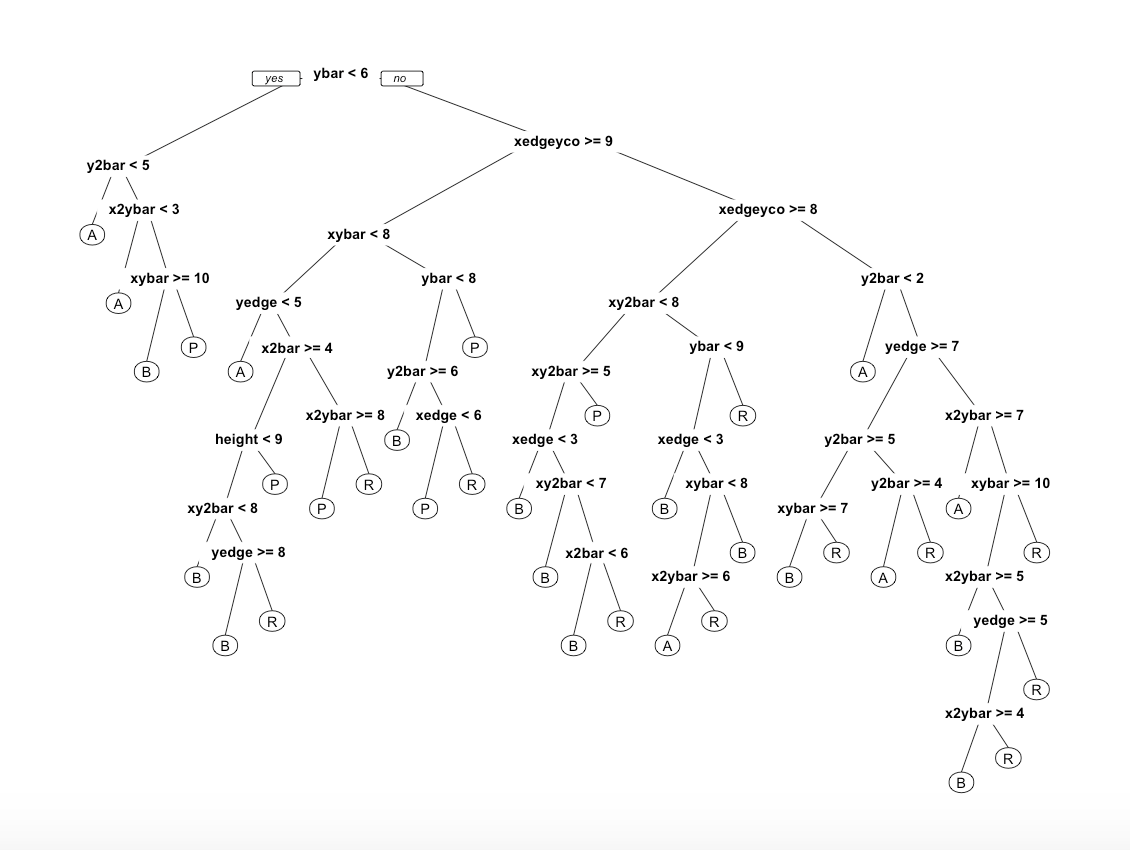 yes ybar < 6 no
xedgeyco >= 9
y2bar < 5
x2ybar < 3 xedgeyco >= 8
A xybar < 8
xybar >= 10 ybar < 8 y2bar < 2
A yedge < 5 xy2bar < 8
P x2bar >= 4 P ybar < 9 yedge >= 7
B A y2bar >= 6 xy2bar >= 5 A
x2ybar >= 8 xedge < 6 P R x2ybar >= 7
height < 9 B xedge < 3 xedge < 3 y2bar >= 5
P R R xy2bar < 7 xybar < 8 y2bar >= 4 xybar >= 10
xy2bar < 8 P P B B xybar >= 7 A
yedge >= 8 x2bar < 6 B R R R
B B x2ybar >= 6 B A x2ybar >= 5
R R R yedge >= 5
B B A B
R
x2ybar >= 4
R
B